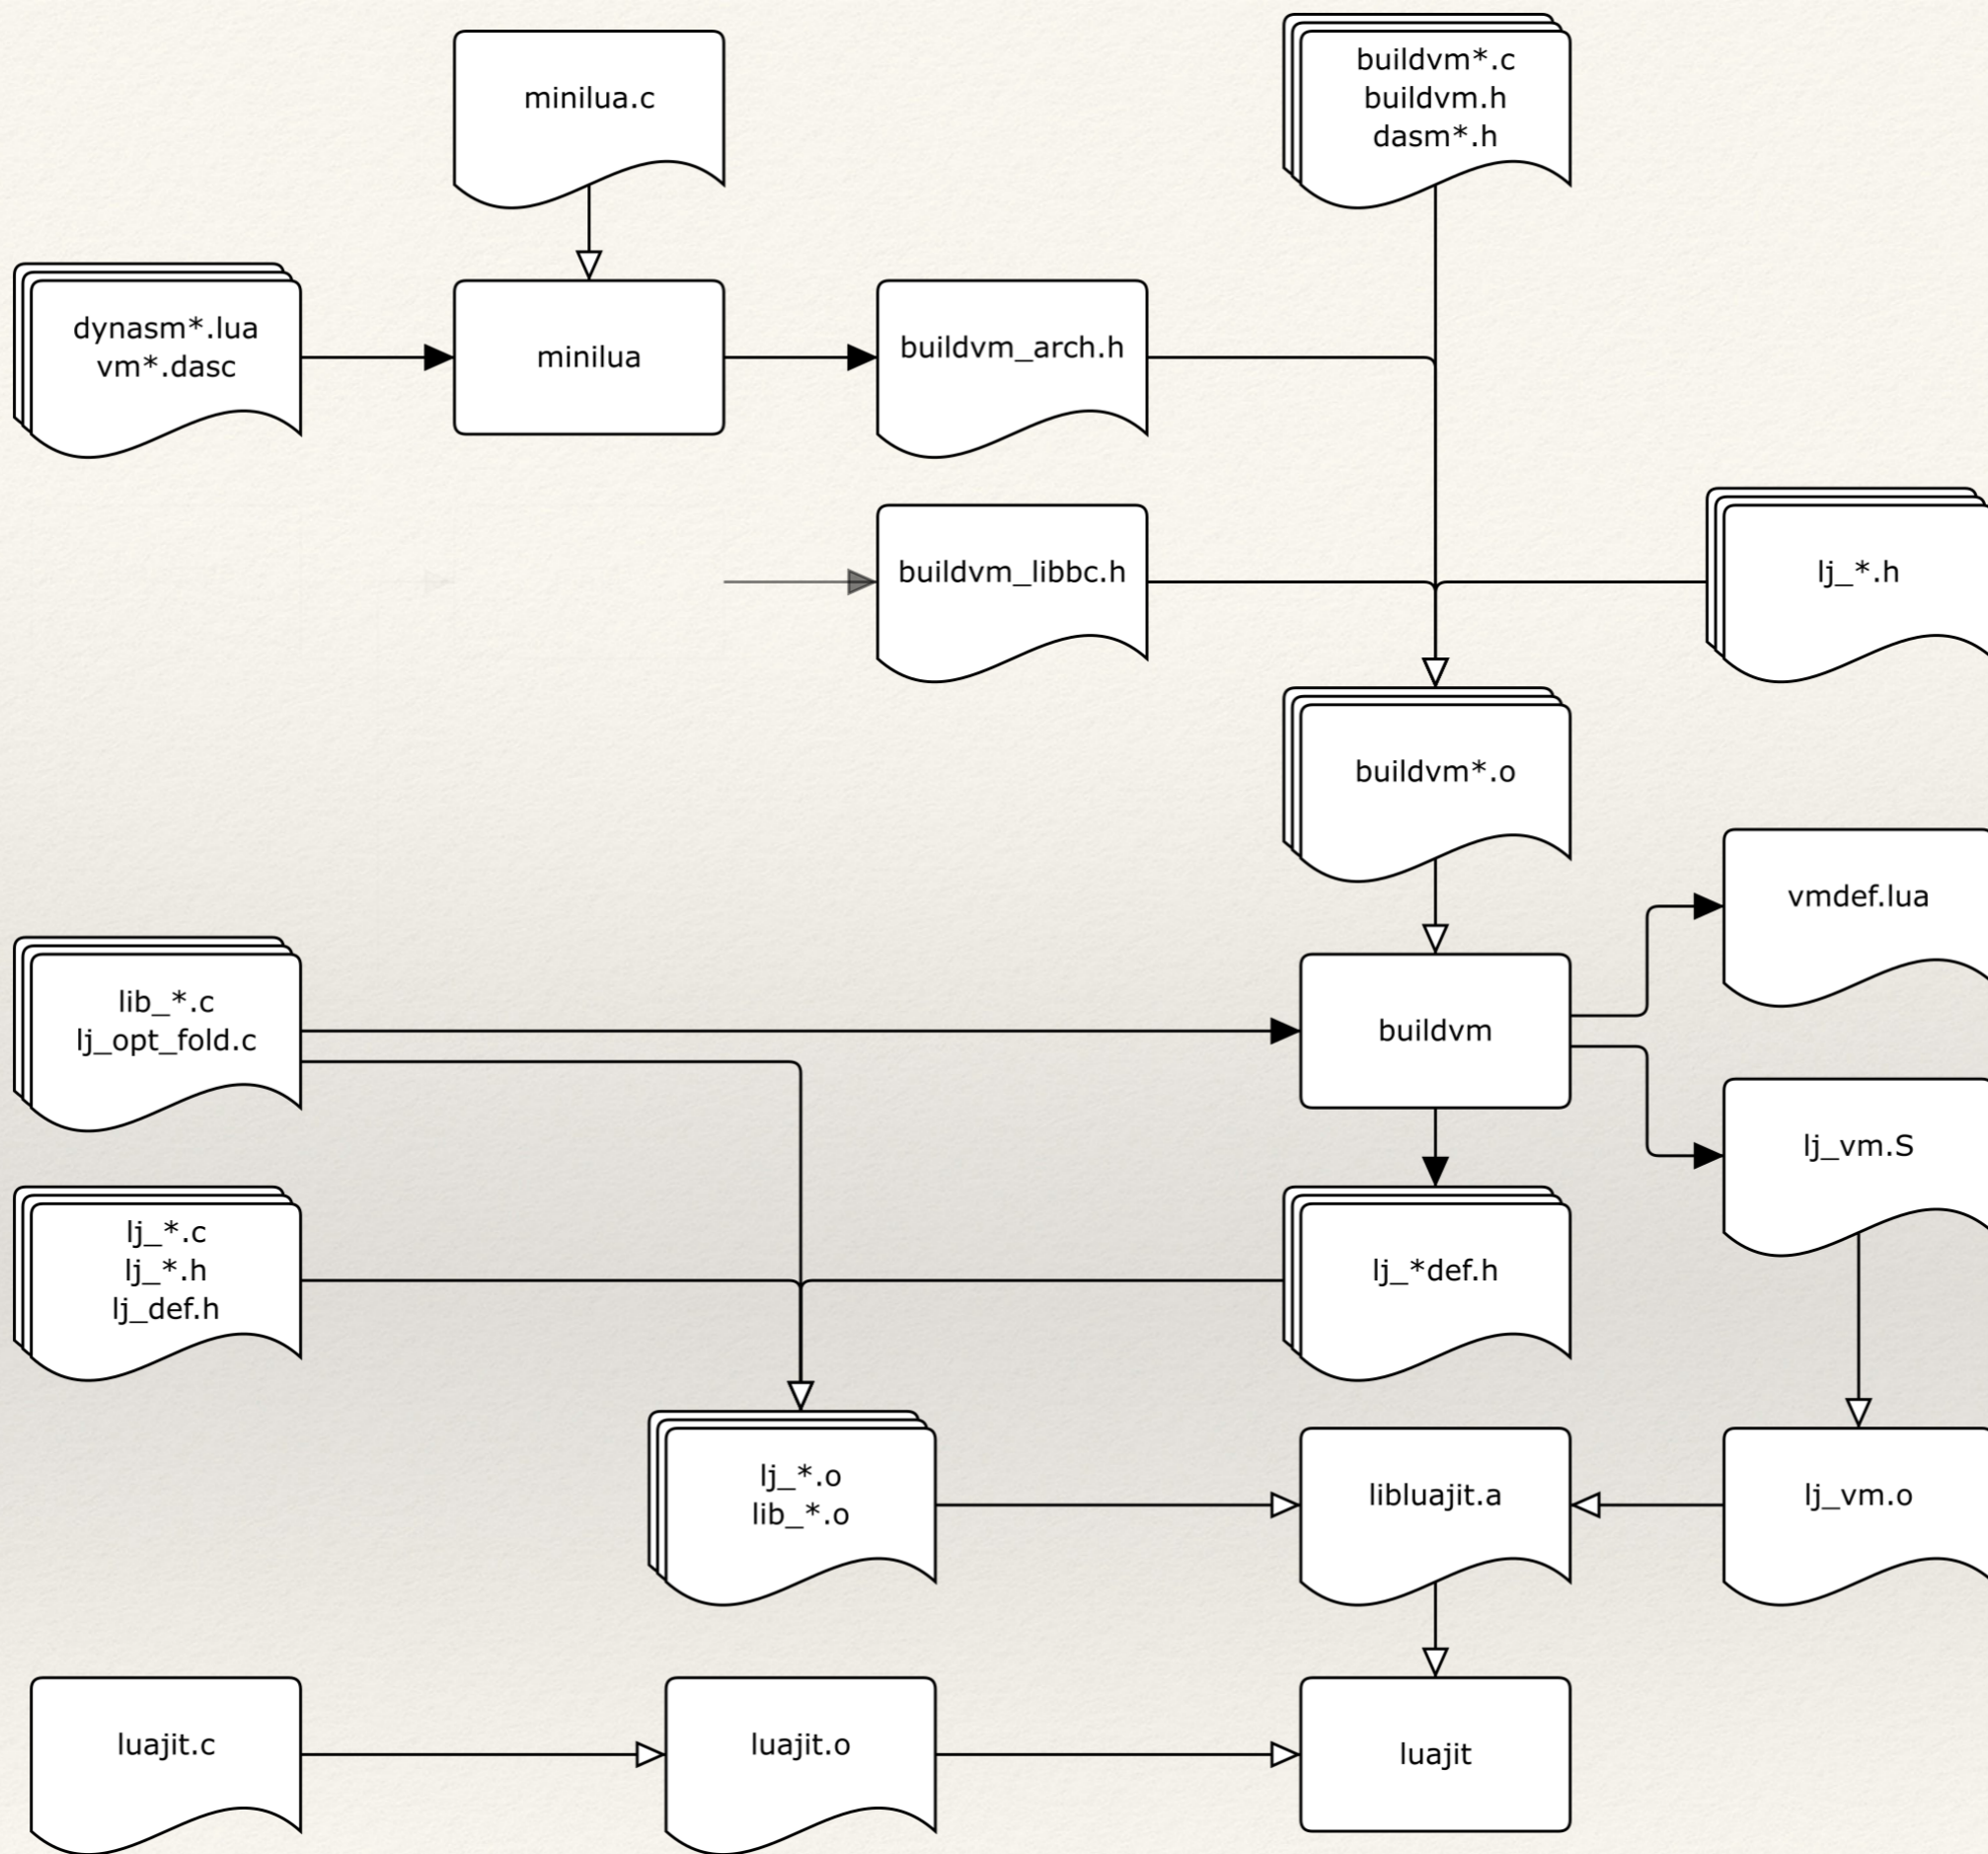 minilua.c
buildvm*.c
buildvm.h
dasm*.h
dynasm*.lua
vm*.dasc
minilua
buildvm_arch.h
buildvm_libbc.h
lj_*.h
buildvm*.o
vmdef.lua
lib_*.c
lj_opt_fold.c
buildvm
lj_vm.S
lj_*.c
lj_*.h
lj_def.h
lj_*def.h
lj_*.o
lib_*.o
libluajit.a
lj_vm.o
luajit.c
luajit.o
luajit